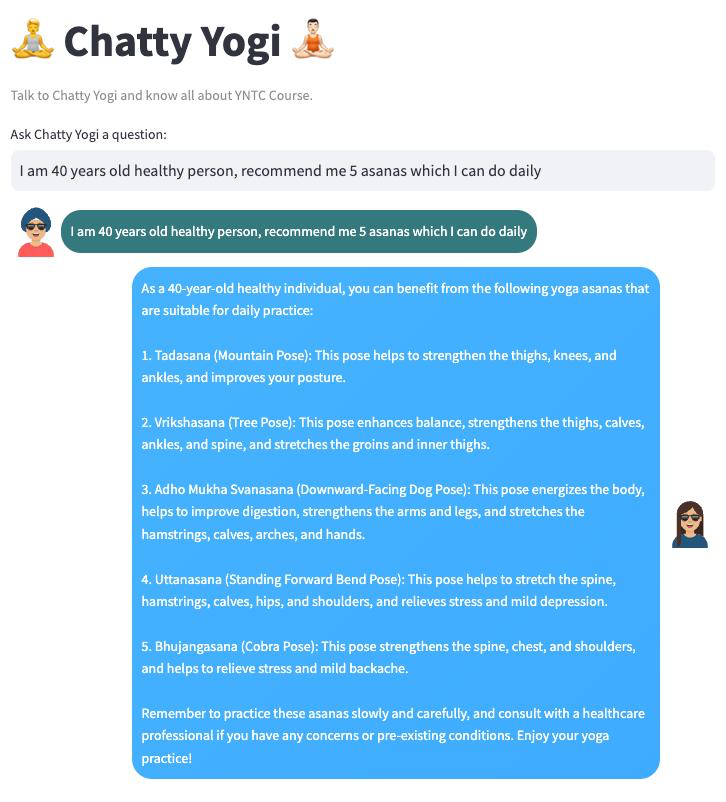 Chatty Yogi
Talk to Chatty Yogi and know all about YNTC Course.
Ask Chatty Yogi a question:
I am 40 years old healthy person, recommend me 5 asanas which I can do daily
I am 40 years old healthy person, recommend me 5 asanas which I can do daily
As a 40-year-old healthy individual, you can benefit from the following yoga asanas that
are suitable for daily practice:
1. Tadasana (Mountain Pose): This pose helps to strengthen the thighs, knees, and
ankles, and improves your posture.
2. Vrikshasana (Tree Pose): This pose enhances balance, strengthens the thighs, calves,
ankles, and spine, and stretches the groins and inner thighs.
3. Adho Mukha Svanasana (Downward-Facing Dog Pose): This pose energizes the body,
helps to improve digestion, strengthens the arms and legs, and stretches the
hamstrings, calves, arches, and hands.
4. Uttanasana (Standing Forward Bend Pose): This pose helps to stretch the spine,
hamstrings, calves, hips, and shoulders, and relieves stress and mild depression.
5. Bhujangasana (Cobra Pose): This pose strengthens the spine, chest, and shoulders,
and helps to relieve stress and mild backache.
Remember to practice these asanas slowly and carefully, and consult with a healthcare
professional if you have any concerns or pre-existing conditions. Enjoy your yoga
practice!